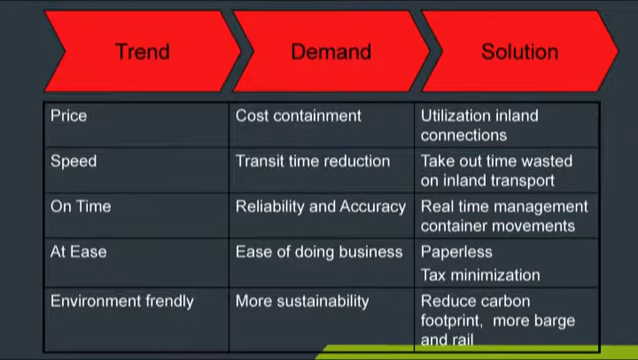 Trend
Demand
Solution
Price
Cost containment
Utilization inland
connections
Speed
Transit time reduction
Take out time wasted
on inland transport
On Time
Reliability and Accuracy
Real time management
container movements
At Ease
Ease of doing business
Paperless
Tax minimization
Environment frendly
More sustainability
Reduce carbon
footprint, more barge
and rail